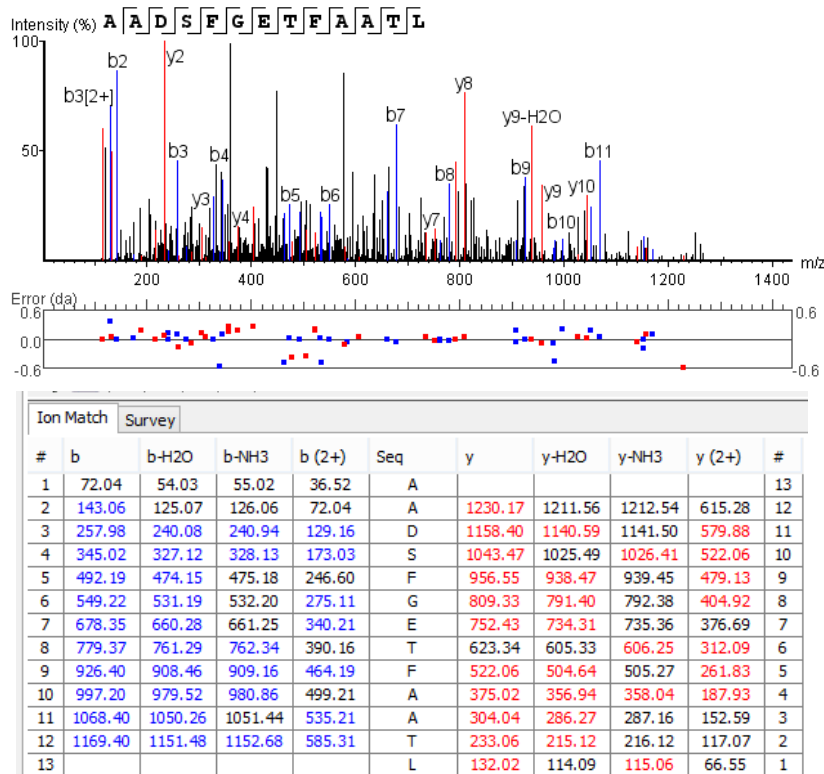 Intensity (%) A A D S F G E T F A A T L
100
y2
b2
y8
b3[2+]
b7
y9-H2O
50
b3
b4
b11
b8
b9
y3
b5
b6
y9
y10
y4
y7
b10
200 400 600 800 1000 1200 1400 m/z
Error (da)
0.6 0.6
0.0
-0.6 -0.6
Ion Match Survey
# b b-H2O b-NH3 b (2+) Seq y y-H2O y-NH3 y (2+) #
1 72.04 54.03 55.02 36.52 A 13
2 143.06 125.07 126.06 72.04 A 1230.17 1211.56 1212.54 615.28 12
3 257.98 240.08 240.94 129.16 D 1158.40 1140.59 1141.50 579.88 11
4 345.02 327.12 328.13 173.03 S 1043.47 1025.49 1026.41 522.06 10
5 492.19 474.15 475.18 246.60 F 956.55 938.47 939.45 479.13 9
6 549.22 531.19 532.20 275.11 G 809.33 791.40 792.38 404.92 8
7 678.35 660.28 661.25 340.21 E 752.43 734.31 735.36 376.69 7
8 779.37 761.29 762.34 390.16 T 623.34 605.33 606.25 312.09 6
9 926.40 908.46 909.16 464.19 F 522.06 504.64 505.27 261.83 5
10 997.20 979.52 980.86 499.21 A 375.02 356.94 358.04 187.93 4
11 1068.40 1050.26 1051.44 535.21 A 304.04 286.27 287.16 152.59 3
12 1169.40 1151.48 1152.68 585.31 T 233.06 215.12 216.12 117.07 2
13 L 132.02 114.09 115.06 66.55 1